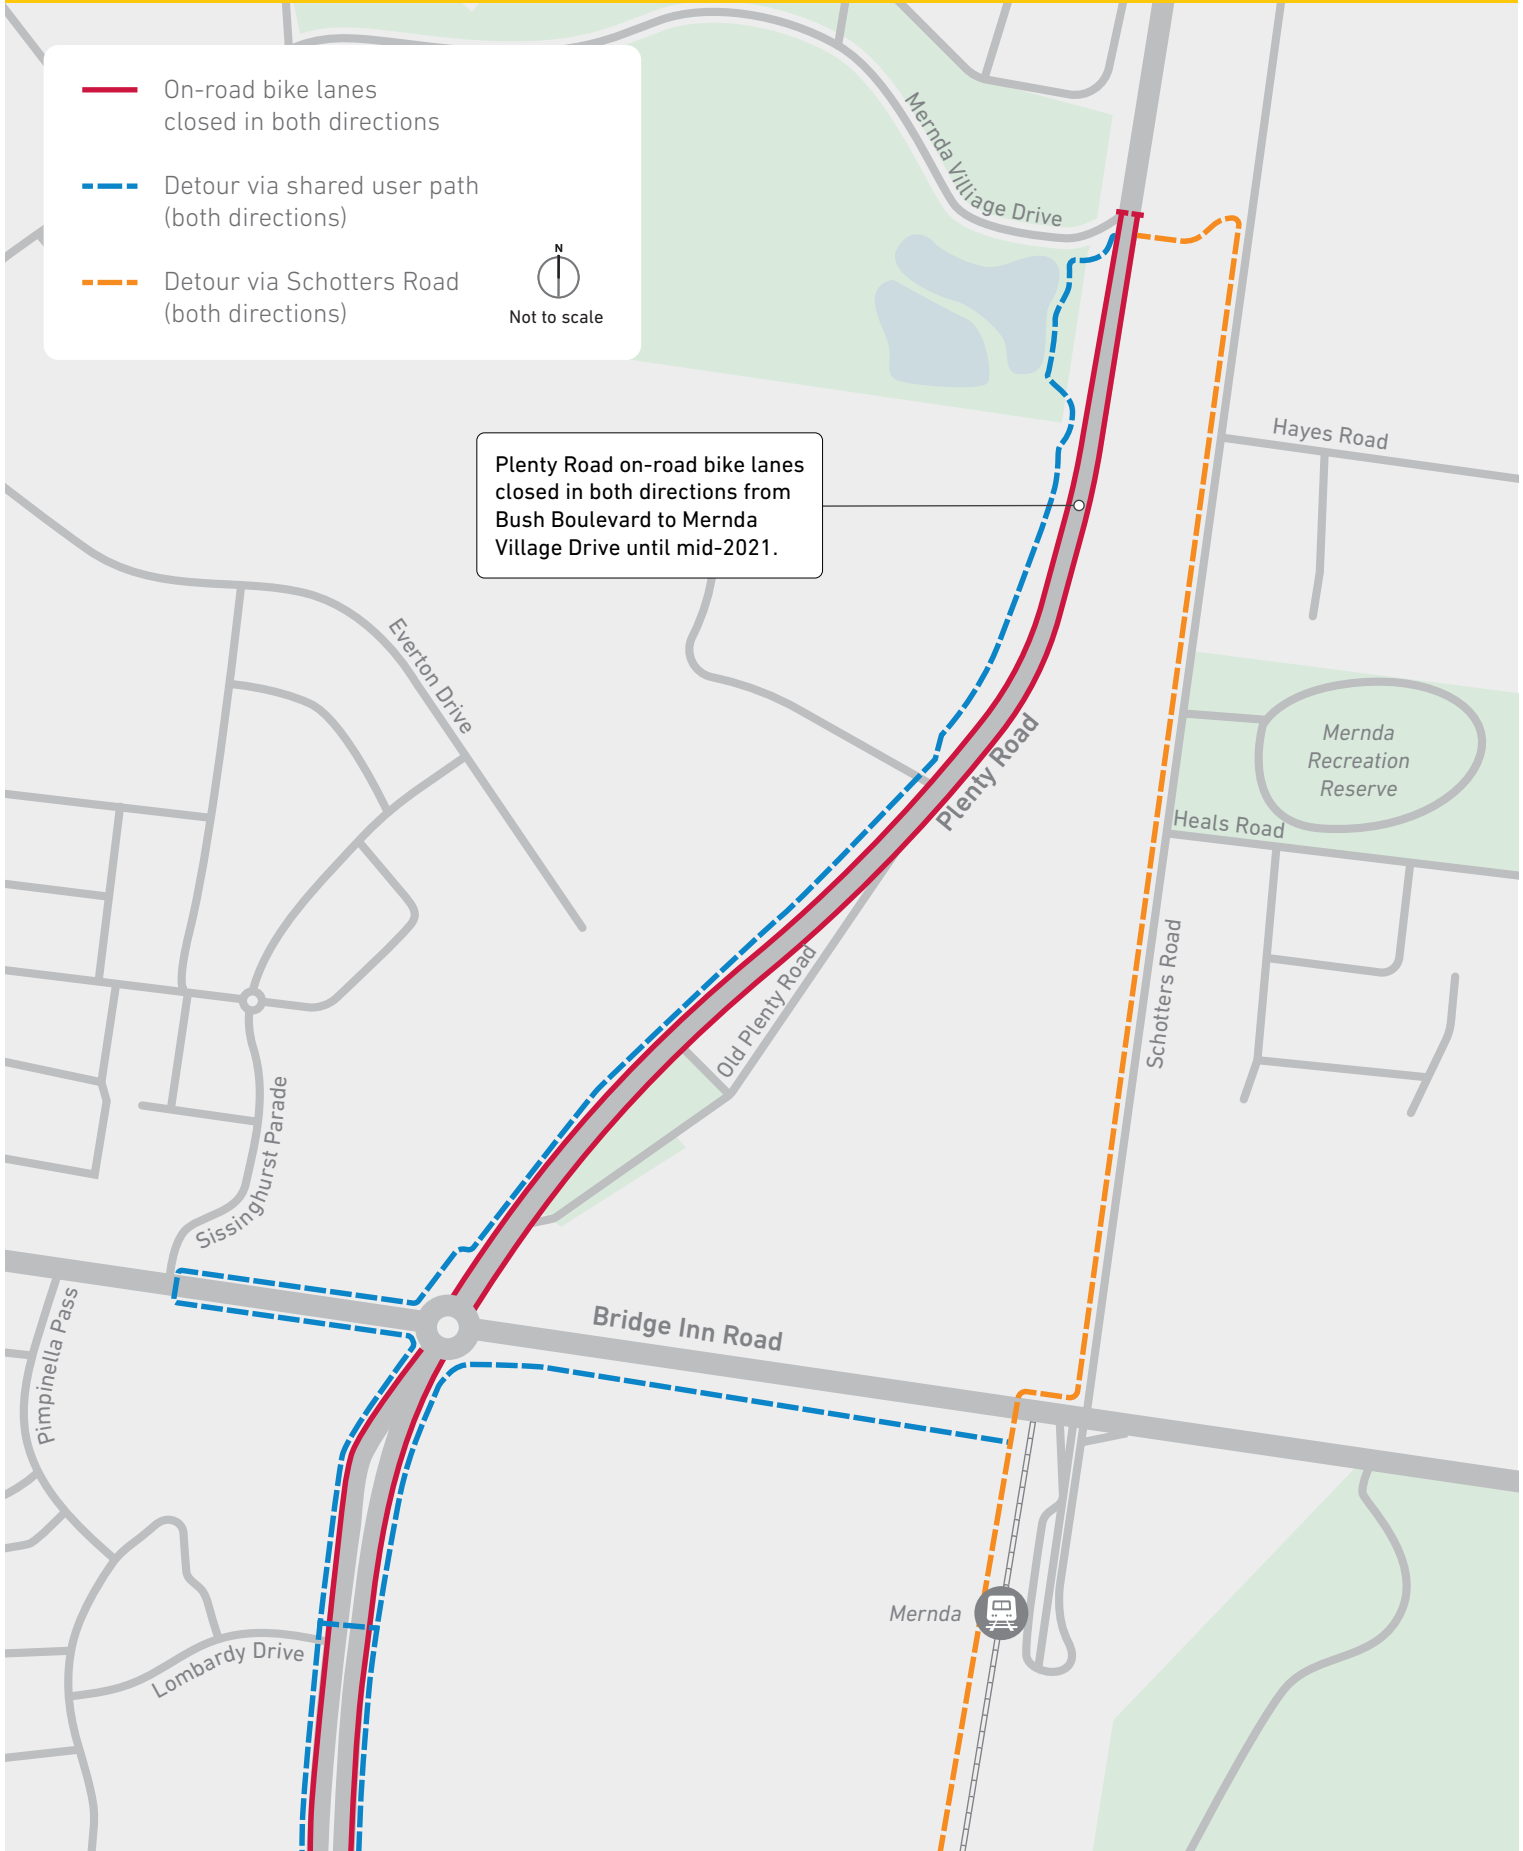 On-road bike lanes
closed in both directions
Detour via shared user path
(both directions)
Detour via Schotters Road
(both directions)
N
Not to scale
Mernda Villiage Drive
Plenty Road on-road bike lanes
closed in both directions from
Bush Boulevard to Mernda
Village Drive until mid-2021.
Hayes Road
Everton Drive
Plenty Road
Mernda
Recreation
Reserve
Heals Road
Old Plenty Road
Schotters Road
Sissinghurst Parade
Pimpinella Pass
Bridge Inn Road
Mernda
Lombardy Drive